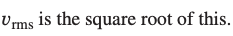 v_rms is the square root of this.